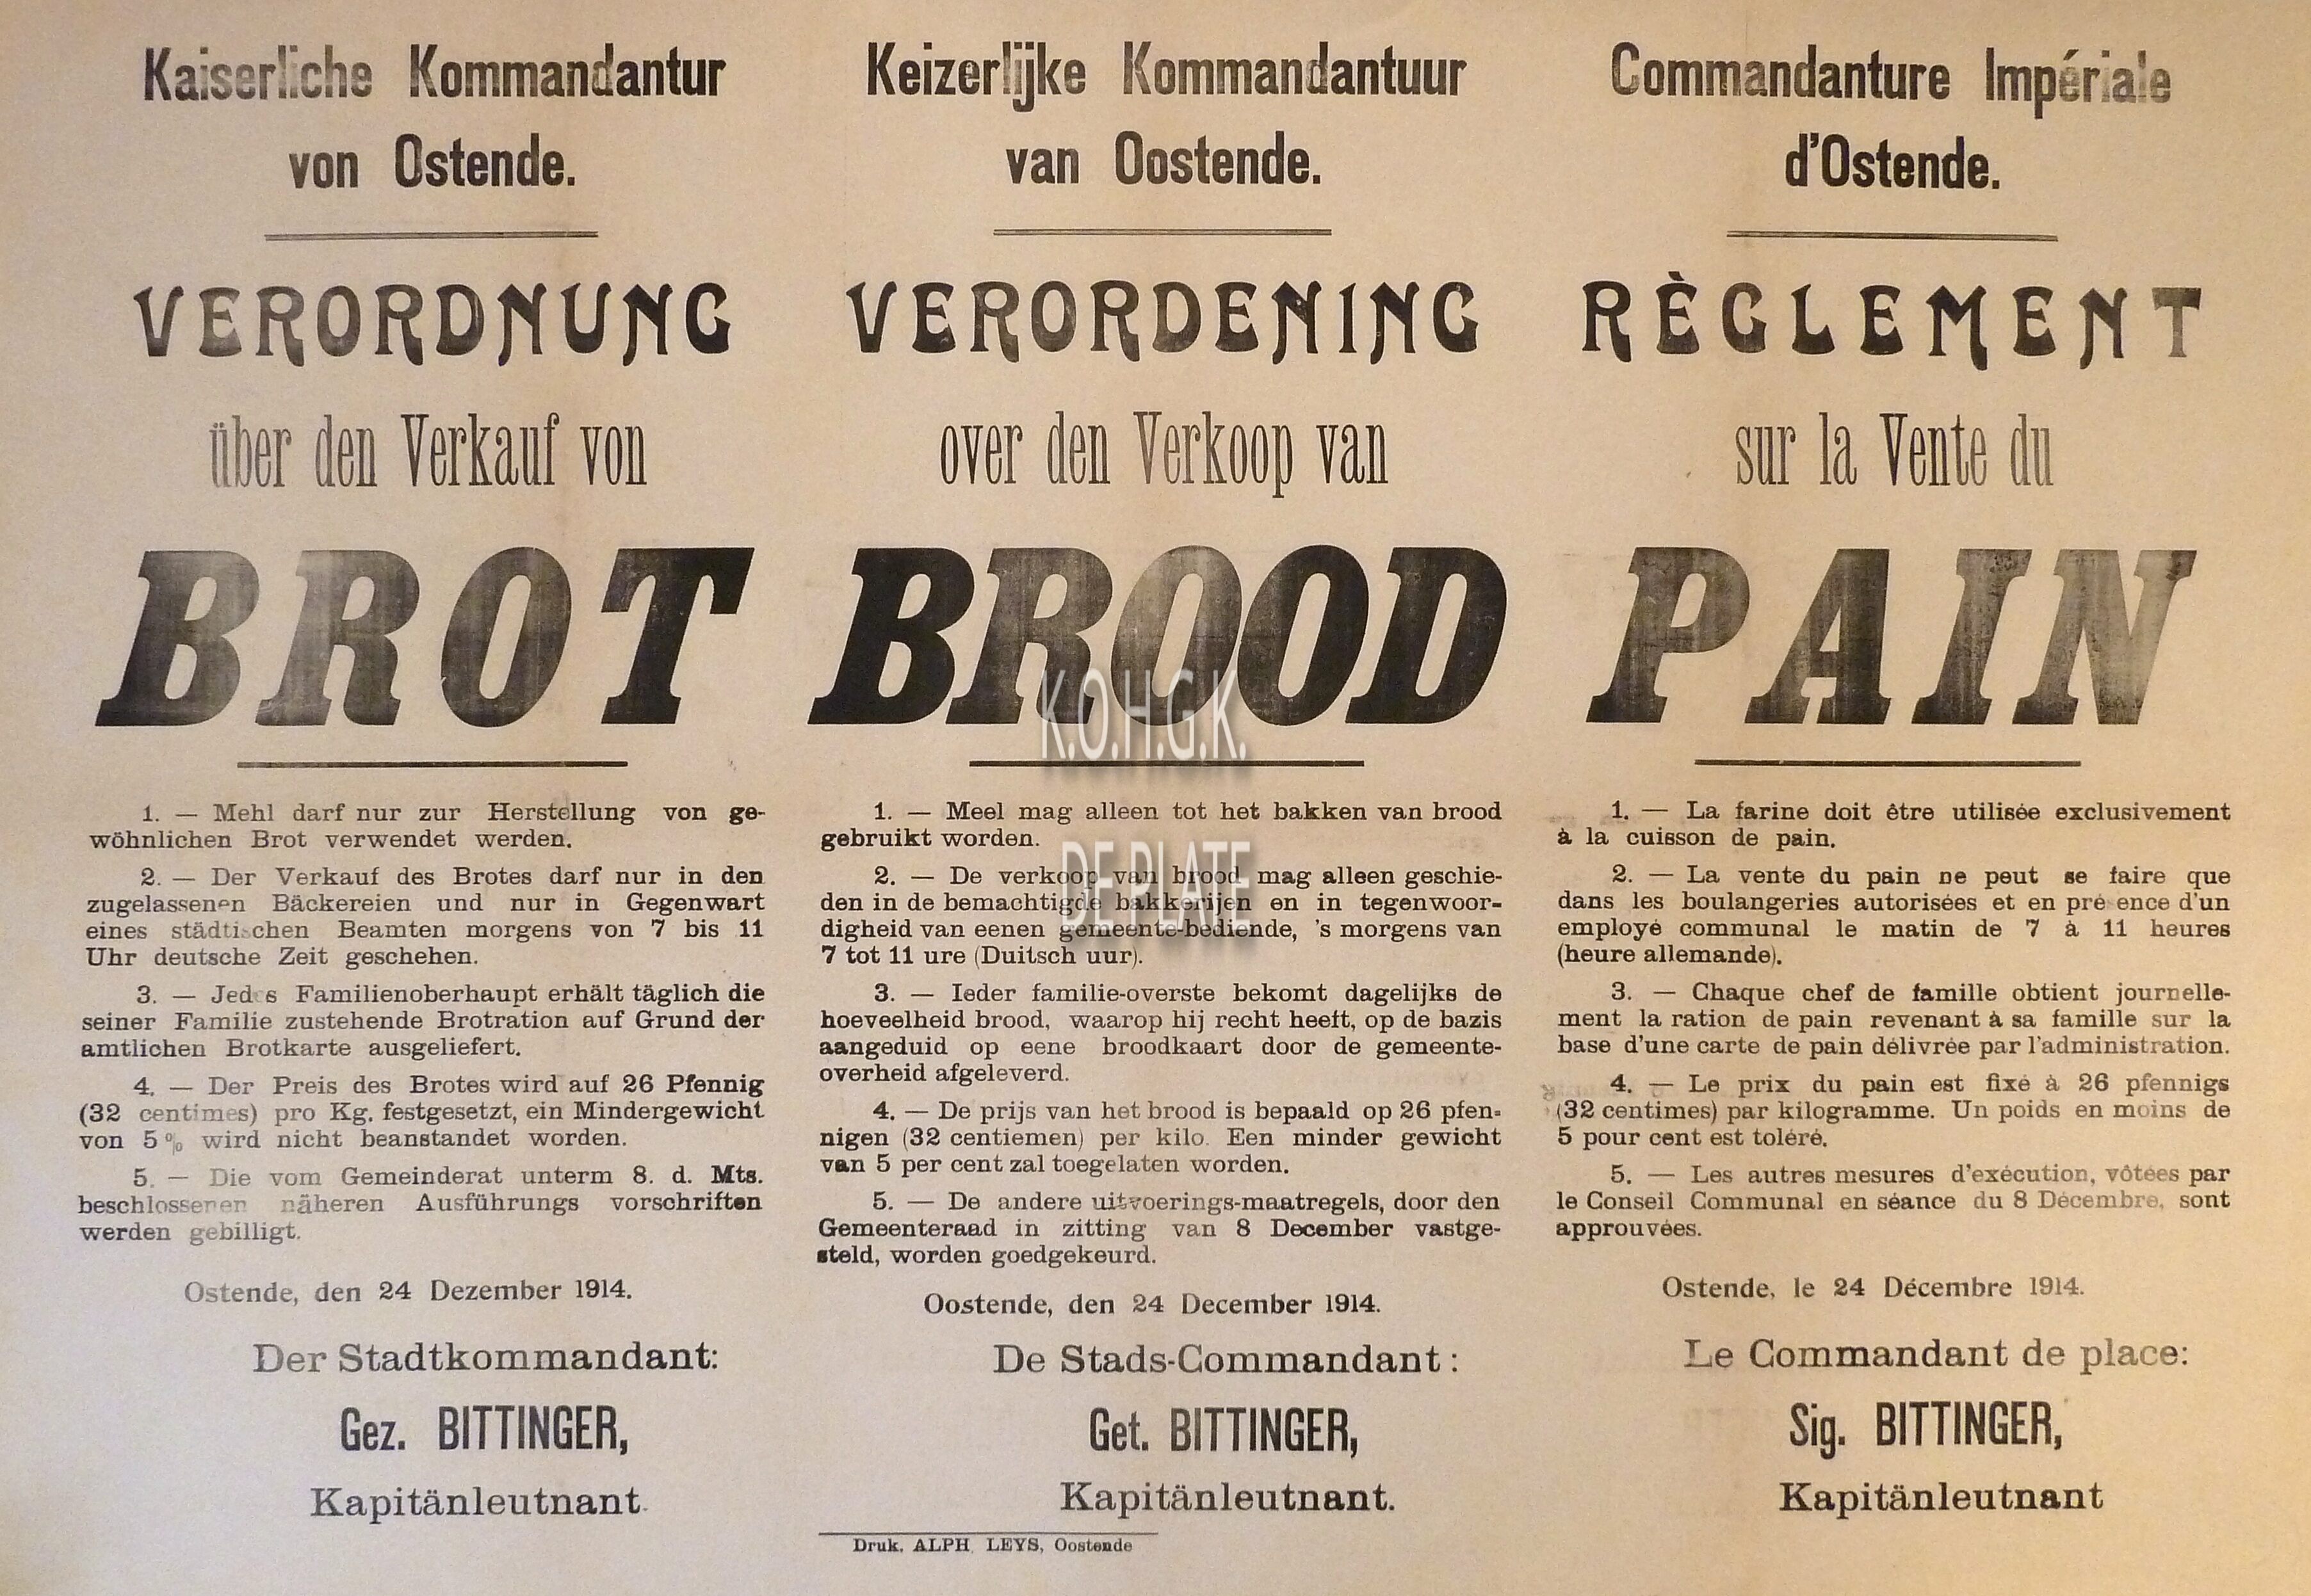 Kaiserliche Kommandantur
von Ostende.
VERORDNUNG
über den Verkauf von
BROT
1. — Mehl darf nur zur Herstellung von ge-
wöhnlichen Brot verwendet werden.
2. — Der Verkauf des Brotes darf nur in den
zugelassenen Bäckereien und nur in Gegenwart
eines städtischen Beamten morgens von 7 bis 11
Uhr deutsche Zeit geschehen.
3. — Jedes Familienoberhaupt erhält täglich die
seiner Familie zustehende Brotration auf Grund der
amtlichen Brotkarte ausgeliefert.
4. — Der Preis des Brotes wird auf 26 Pfennig
(32 centimes) pro Kg. festgesetzt, ein Mindergewicht
von 5 % wird nicht beanstandet worden.
5. — Die vom Gemeinderat unterm 8. d. Mts.
beschlossenen näheren Ausführungs vorschriften
werden gebilligt.
Ostende, den 24 Dezember 1914.
Der Stadtkommandant:
Gez. BITTINGER,
Kapitänleutnant.
Keizerlijke Kommandantuur
van Oostende.
VERORDENING
over den Verkoop van
BROOD
1. — Meel mag alleen tot het bakken van brood
gebruikt worden.
2. — De verkoop van brood mag alleen geschie-
den in de bemachtigde bakkerijen en in tegenwoor-
digheid van eenen gemeente-bediende, 's morgens van
7 tot 11 ure (Duitsch uur).
3. — Ieder familie-overste bekomt dagelijks de
hoeveelheid brood, waarop hij recht heeft, op de bazis
aangeduid op eene broodkaart door de gemeente-
overheid afgeleverd.
4. — De prijs van het brood is bepaald op 26 pfen-
nigen (32 centiemen) per kilo. Een minder gewicht
van 5 per cent zal toegelaten worden.
5. — De andere uitvoerings-maatregels, door den
Gemeenteraad in zitting van 8 December vastge-
steld, worden goedgekeurd.
Oostende, den 24 December 1914.
De Stads-Commandant :
Get. BITTINGER,
Kapitänleutnant.
Druk. ALPH. LEYS, Oostende
Commandanture Impériale
d'Ostende.
RÈGLEMENT
sur la Vente du
PAIN
1. — La farine doit être utilisée exclusivement
à la cuisson de pain.
2. — La vente du pain ne peut se faire que
dans les boulangeries autorisées et en présence d'un
employé communal le matin de 7 à 11 heures
(heure allemande).
3. — Chaque chef de famille obtient journelle-
ment la ration de pain revenant à sa famille sur la
base d'une carte de pain délivrée par l'administration.
4. — Le prix du pain est fixé à 26 pfennigs
(32 centimes) par kilogramme. Un poids en moins de
5 pour cent est toléré.
5. — Les autres mesures d'exécution, vôtées par
le Conseil Communal en séance du 8 Décembre, sont
approuvées.
Ostende, le 24 Décembre 1914.
Le Commandant de place:
Sig. BITTINGER,
Kapitänleutnant
K.O.H.G.K.
DE PLATE